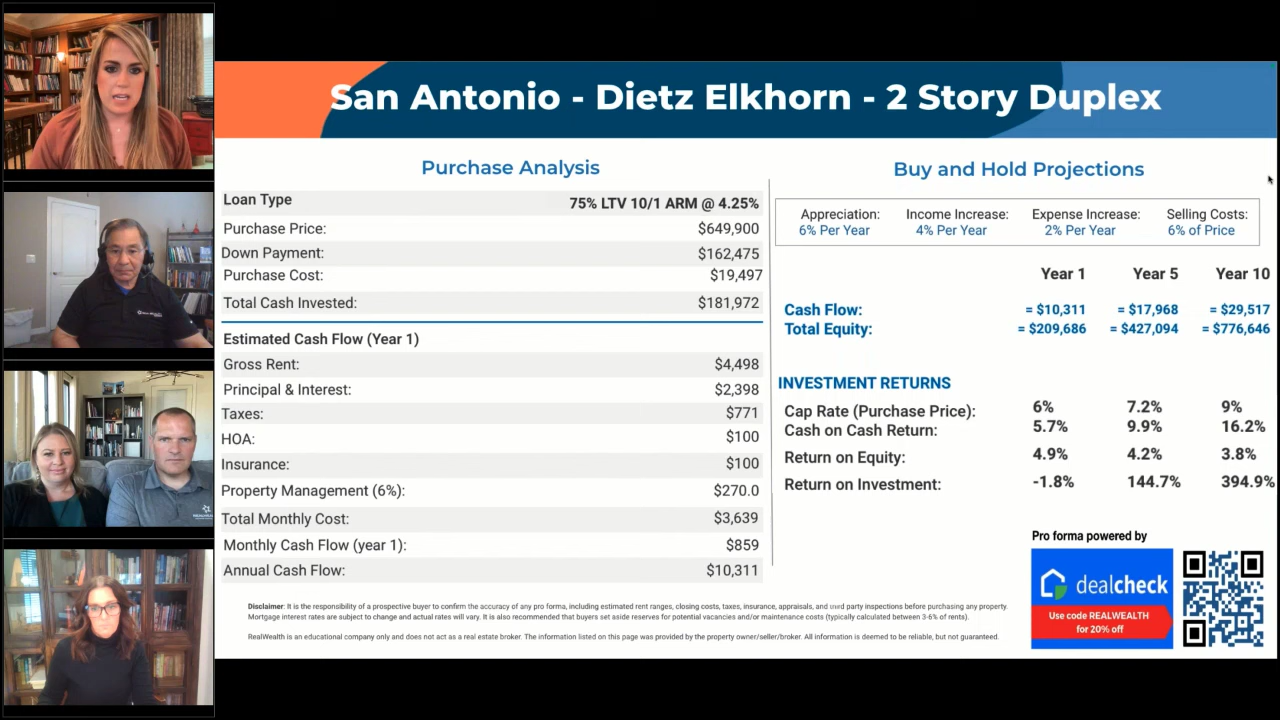 San Antonio - Dietz Elkhorn - 2 Story Duplex
Purchase Analysis
Loan Type 75% LTV 10/1 ARM @ 4.25%
Purchase Price: $649,900
Down Payment: $162,475
Purchase Cost: $19,497
Total Cash Invested: $181,972
Estimated Cash Flow (Year 1)
Gross Rent: $4,498
Principal & Interest: $2,398
Taxes: $771
HOA: $100
Insurance: $100
Property Management (6%): $270.0
Total Monthly Cost: $3,639
Monthly Cash Flow (year 1): $859
Annual Cash Flow: $10,311
Buy and Hold Projections
Appreciation: Income Increase: Expense Increase: Selling Costs:
6% Per Year 4% Per Year 2% Per Year 6% of Price
Year 1 Year 5 Year 10
Cash Flow: = $10,311 = $17,968 = $29,517
Total Equity: = $209,686 = $427,094 = $776,646
INVESTMENT RETURNS
Cap Rate (Purchase Price): 6% 7.2% 9%
Cash on Cash Return: 5.7% 9.9% 16.2%
Return on Equity: 4.9% 4.2% 3.8%
Return on Investment: -1.8% 144.7% 394.9%
Pro forma powered by
dealcheck
Use code REALWEALTH
for 20% off
Disclaimer: It is the responsibility of a prospective buyer to confirm the accuracy of any pro forma, including estimated rent ranges, closing costs, taxes, insurance, appraisals, and party inspections before purchasing any property.
Mortgage interest rates are subject to change and actual rates will vary. It is also recommended that buyers set aside reserves for potential vacancies and/or maintenance costs (typically calculated between 3-6% of rents).
RealWealth is an educational company only and does not act as a real estate broker. The information listed on this page was provided by the property owner/seller/broker. All information is deemed to be reliable, but not guaranteed.